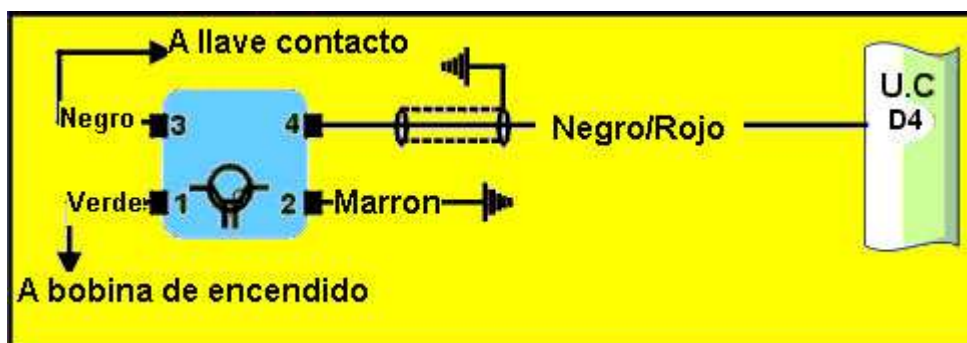 A llave contacto
U.C
D4
Negro 3 4 Negro/Rojo
Verde 1 2 Marron
A bobina de encendido